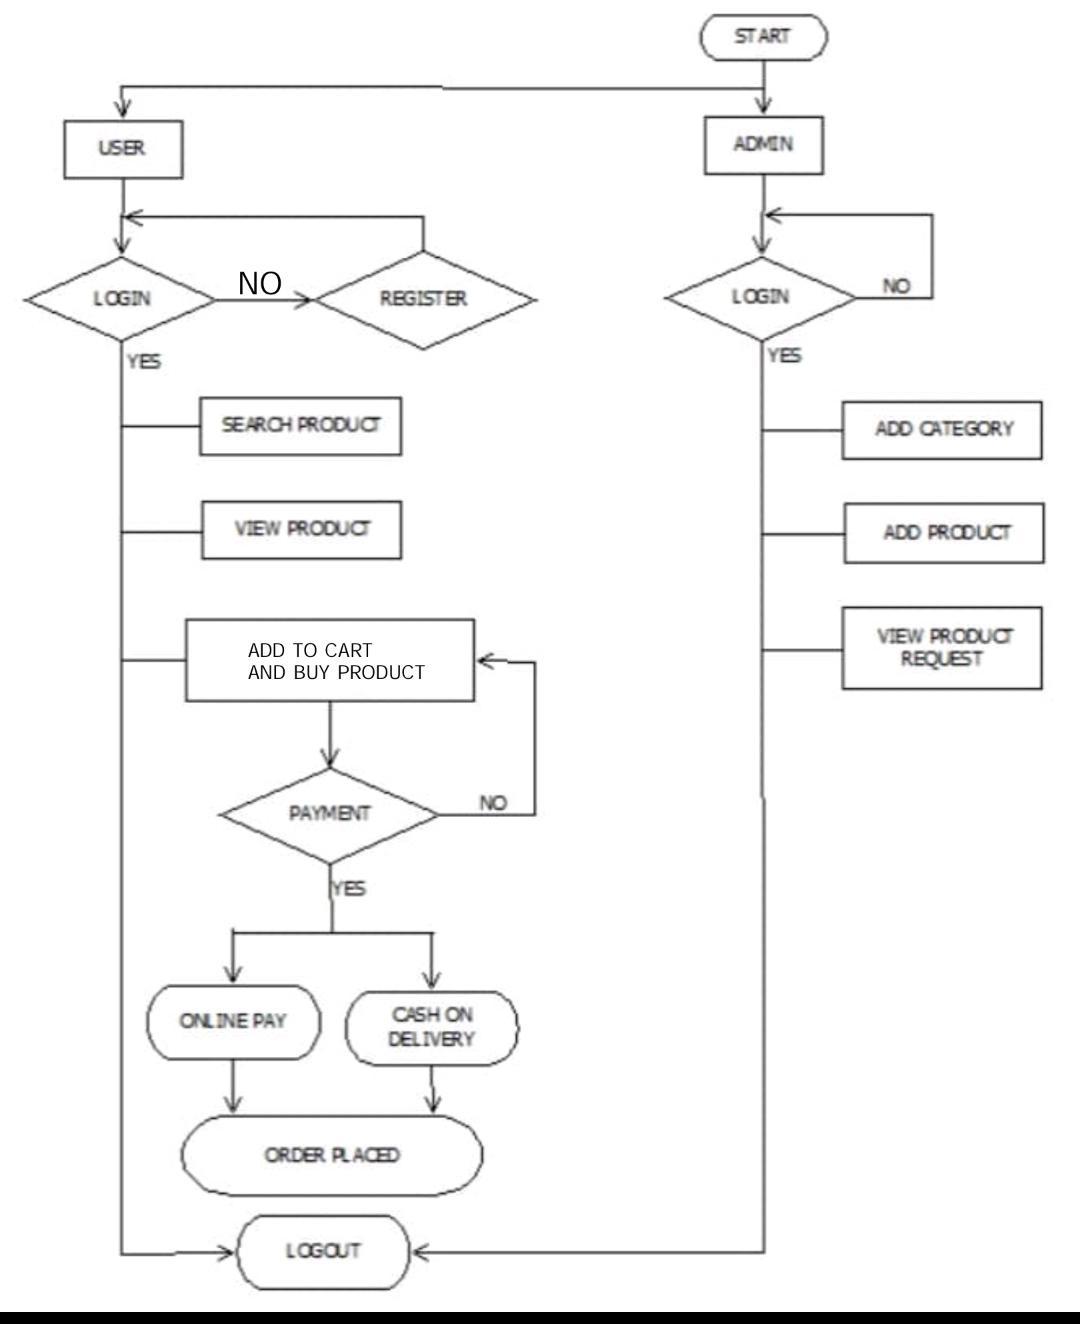 START
USER
ADMIN
LOGIN
NO
REGISTER
LOGIN
NO
YES
YES
SEARCH PRODUCT
ADD CATEGORY
VIEW PRODUCT
ADD PRODUCT
ADD TO CART
AND BUY PRODUCT
VIEW PRODUCT
REQUEST
PAYMENT
NO
YES
ONLINE PAY
CASH ON
DELIVERY
ORDER PLACED
LOGOUT